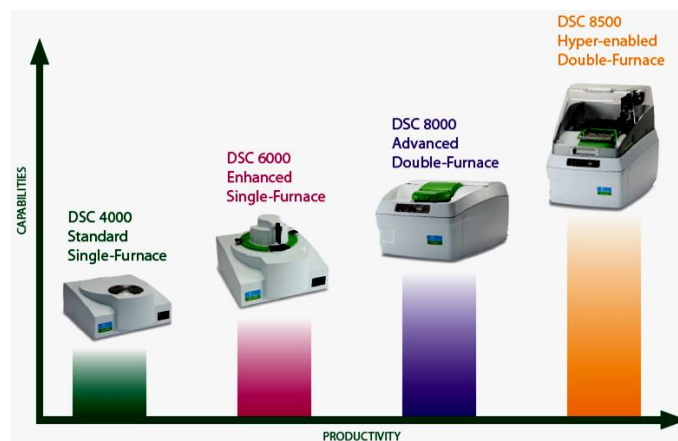 DSC 8500
Hyper-enabled
Double-Furnace
DSC 8000
Advanced
Double-Furnace
DSC 6000
Enhanced
Single-Furnace
DSC 4000
Standard
Single-Furnace
CAPABILITIES
PRODUCTIVITY